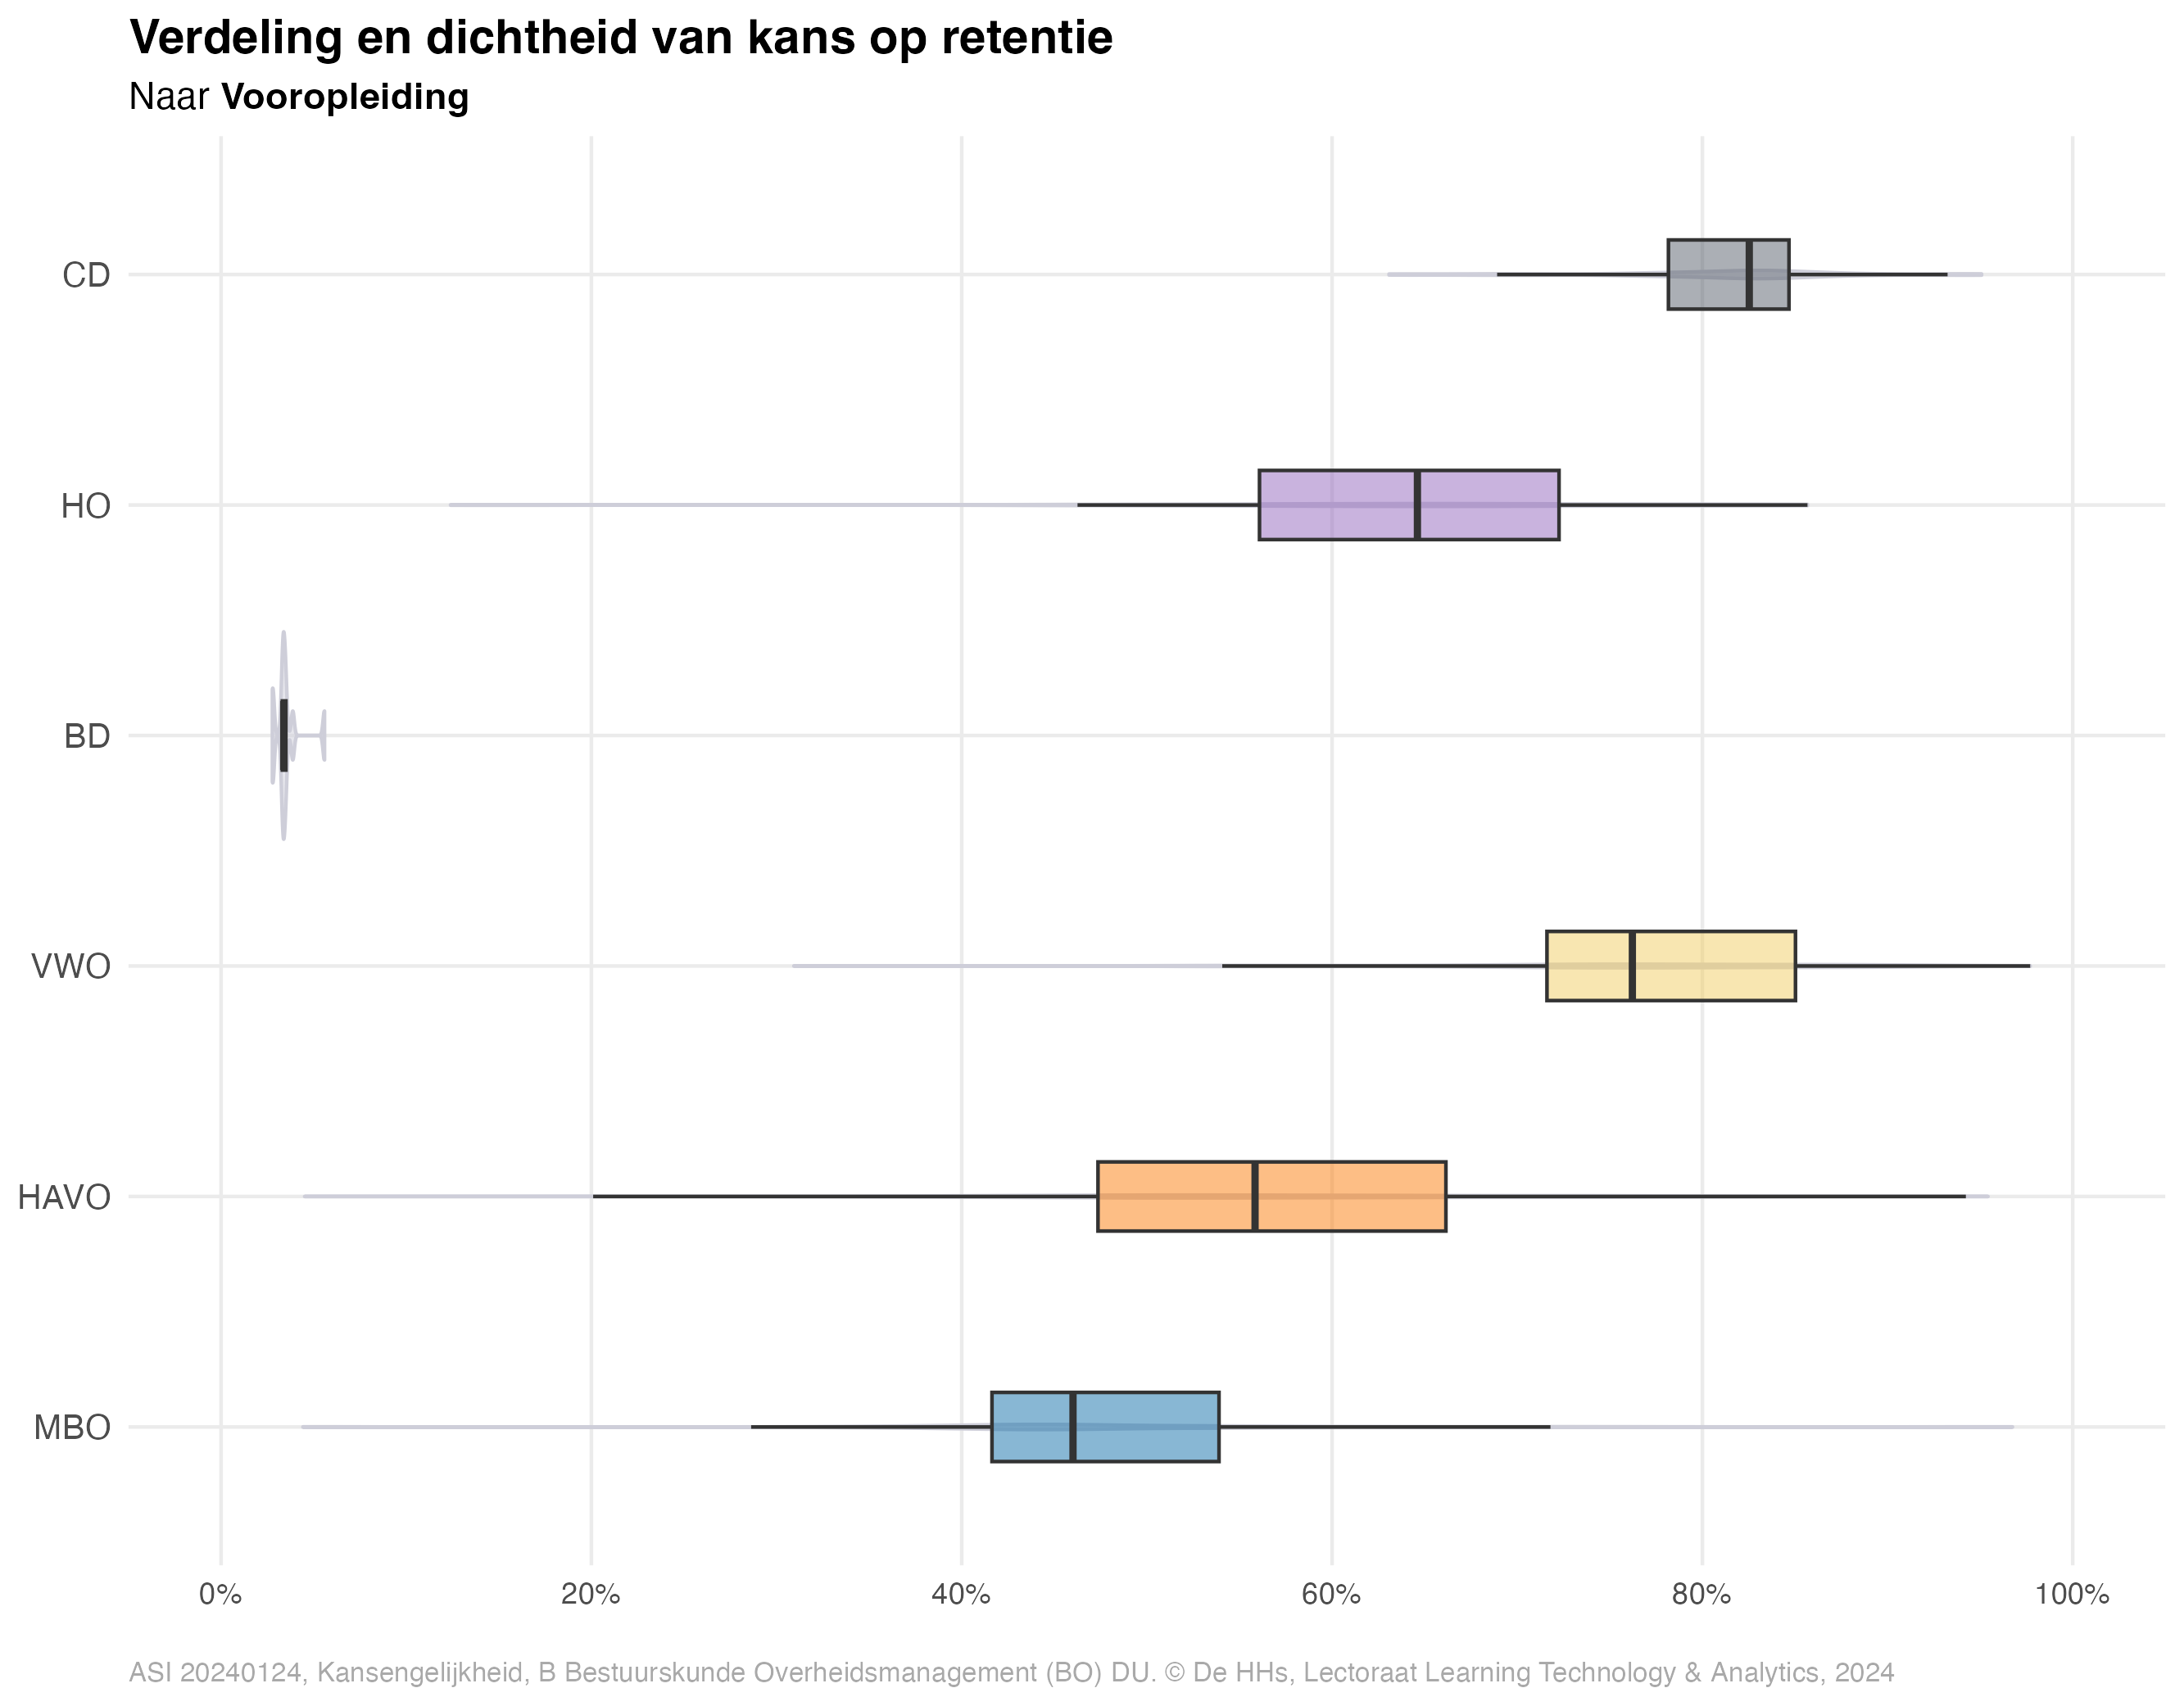 Verdeling en dichtheid van kans op retentie
Naar Vooropleiding
CD
HO
BD
VWO
HAVO
MBO
0% 20% 40% 60% 80% 100%
ASI 20240124, Kansengelijkheid, B Bestuurskunde Overheidsmanagement (BO) DU. © De HHs, Lectoraat Learning Technology & Analytics, 2024